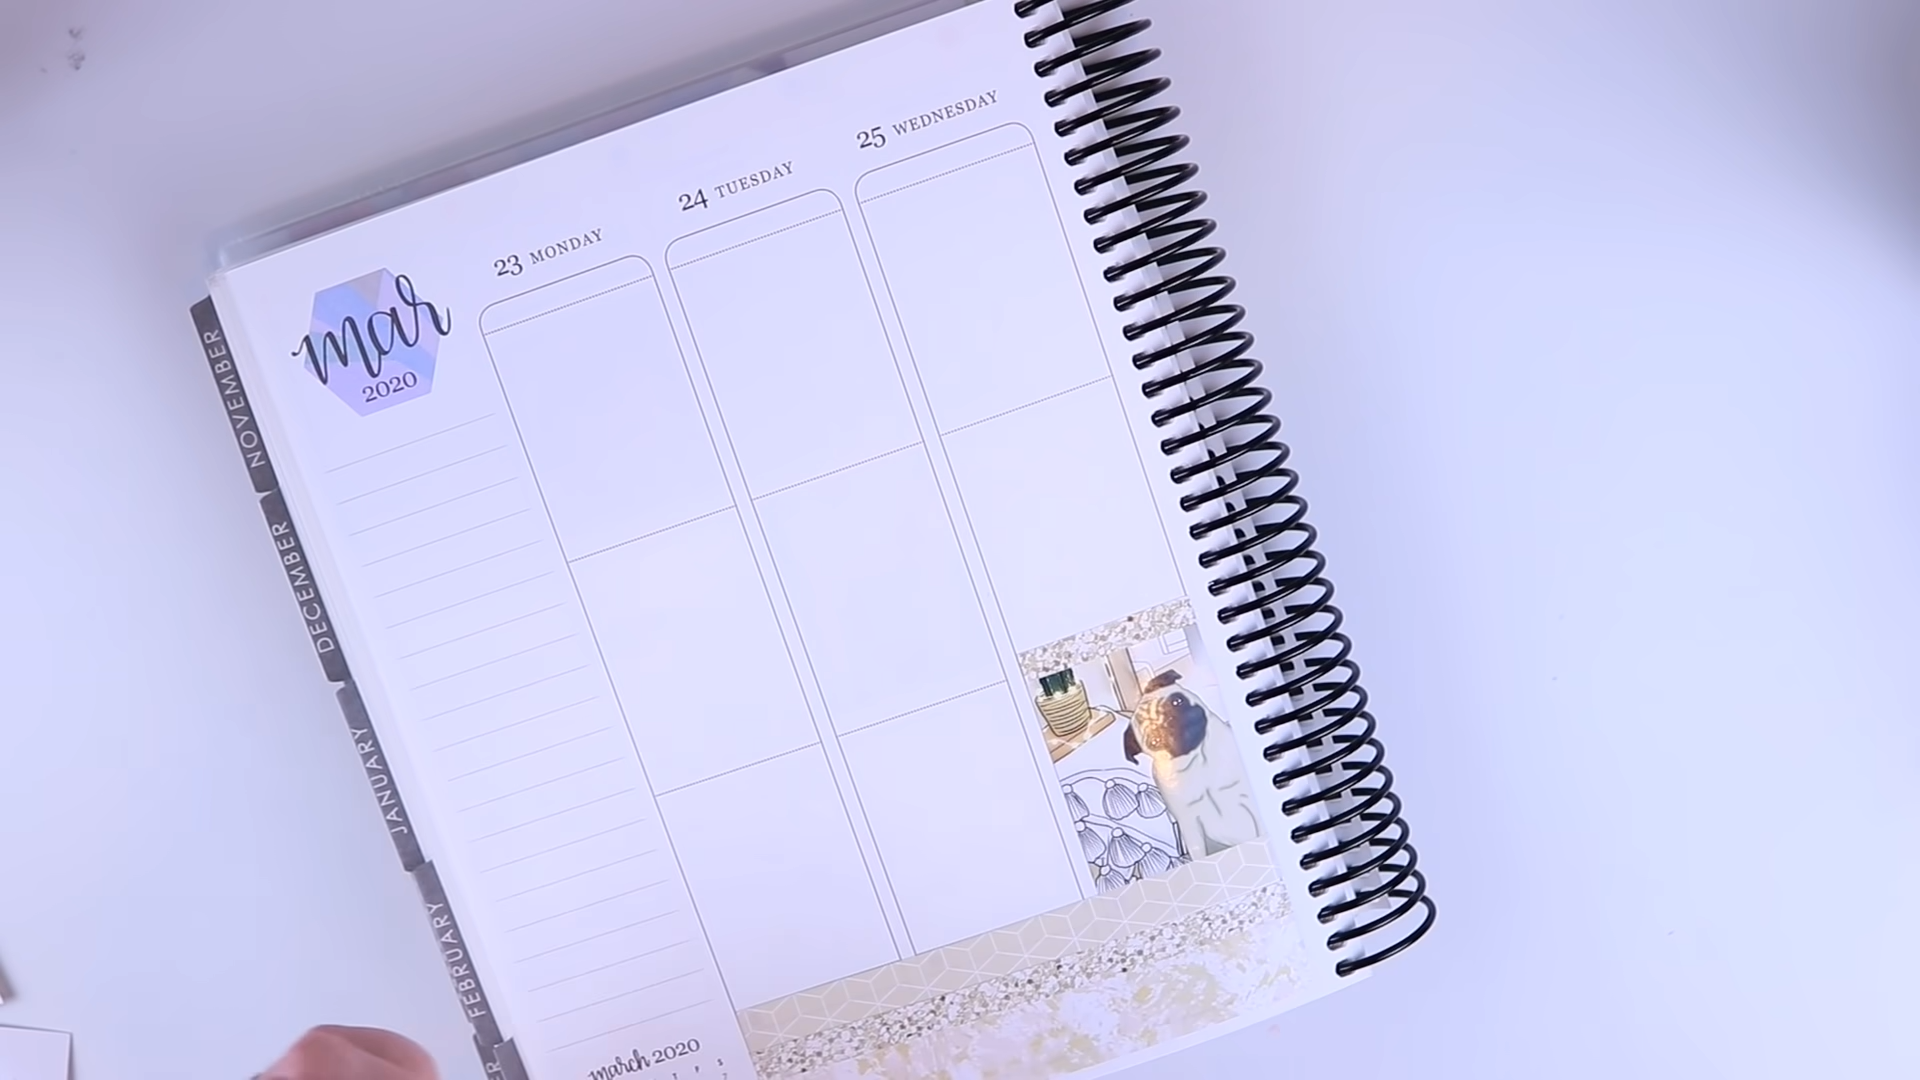 25 WEDNESDAY
24 TUESDAY
23 MONDAY
mar
2020
NOVEMBER
DECEMBER
JANUARY
FEBRUARY
march 2020